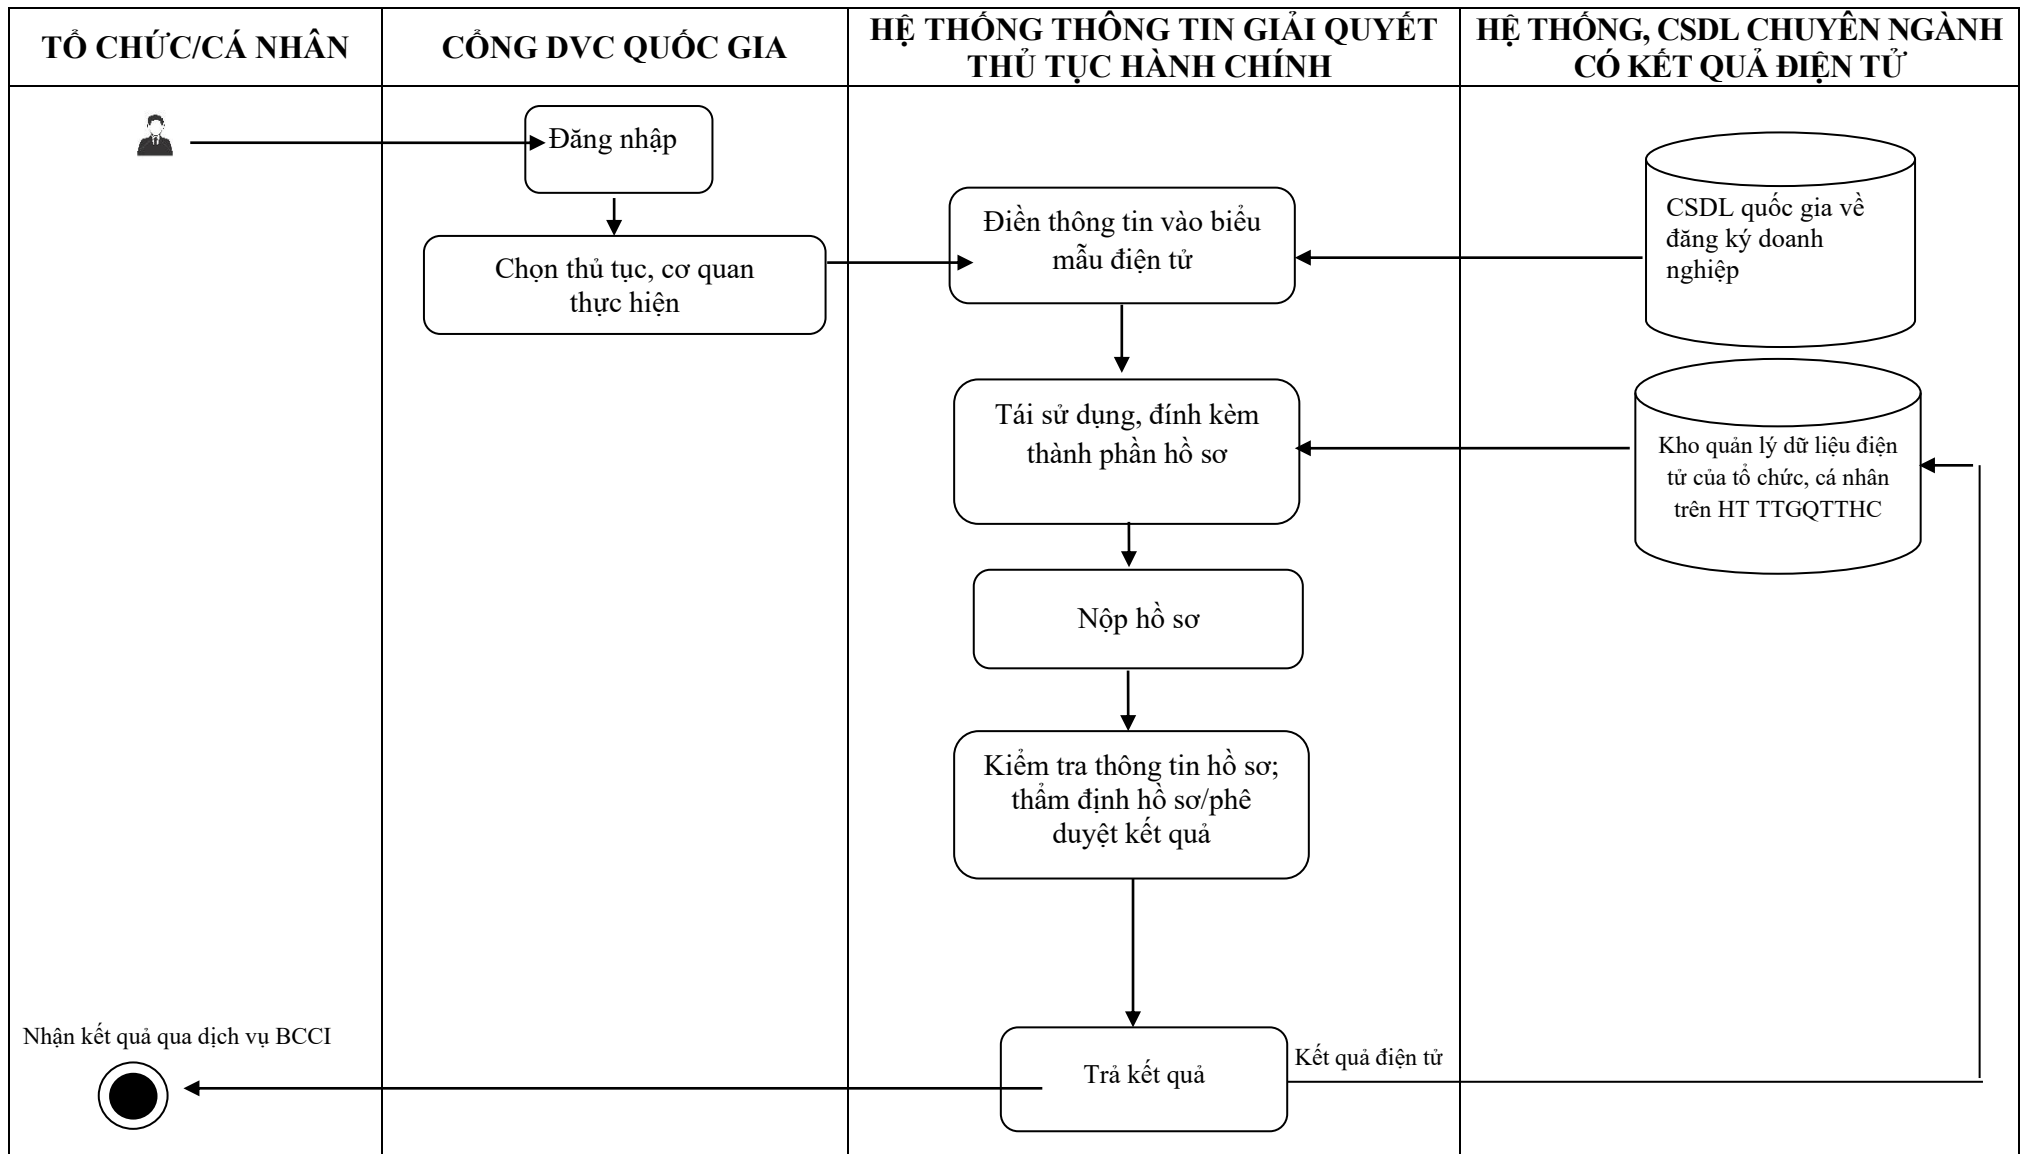 TỔ CHỨC/CÁ NHÂN
CỔNG DVC QUỐC GIA
HỆ THỐNG THÔNG TIN GIẢI QUYẾT
THỦ TỤC HÀNH CHÍNH
HỆ THỐNG, CSDL CHUYÊN NGÀNH
CÓ KẾT QUẢ ĐIỆN TỬ
Đăng nhập
Chọn thủ tục, cơ quan
thực hiện
Điền thông tin vào biểu
mẫu điện tử
CSDL quốc gia về
đăng ký doanh
nghiệp
Tái sử dụng, đính kèm
thành phần hồ sơ
Kho quản lý dữ liệu điện
tử của tổ chức, cá nhân
trên HT TTGQTTHC
Nộp hồ sơ
Kiểm tra thông tin hồ sơ;
thẩm định hồ sơ/phê
duyệt kết quả
Nhận kết quả qua dịch vụ BCCI
Trả kết quả
Kết quả điện tử